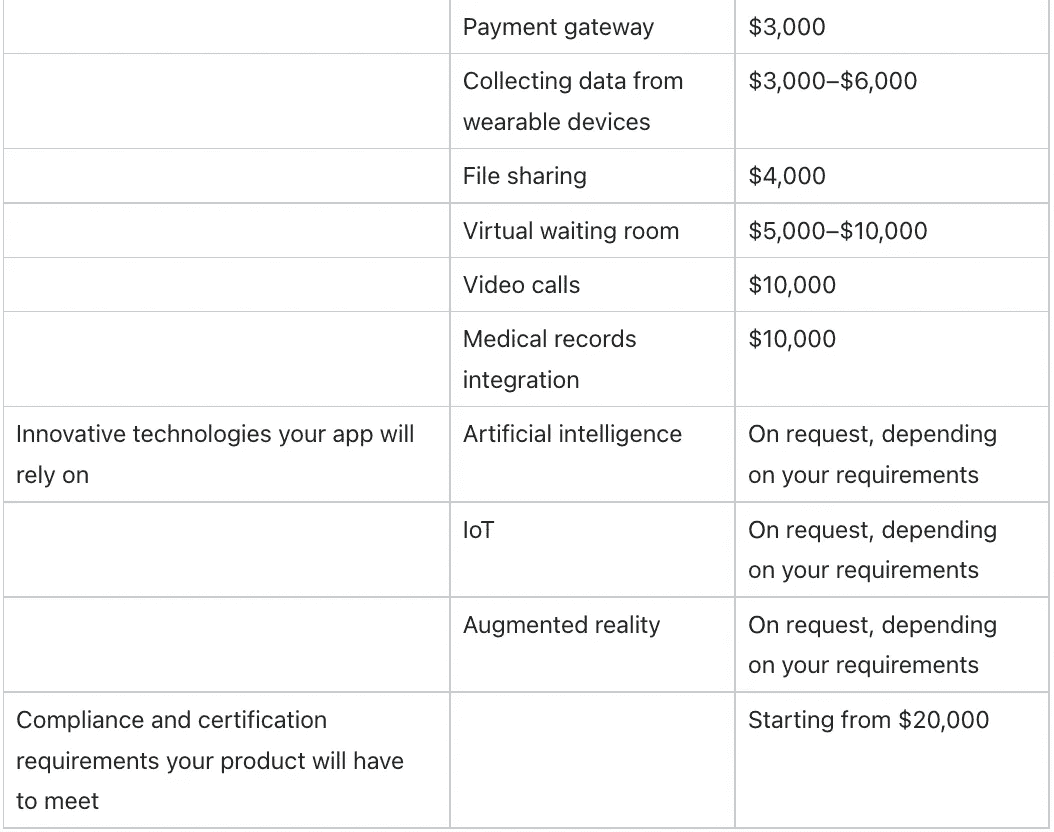 Payment gateway
$3,000
Collecting data from
wearable devices
$3,000–$6,000
File sharing
$4,000
Virtual waiting room
$5,000–$10,000
Video calls
$10,000
Medical records
integration
$10,000
Innovative technologies your app will
rely on
Artificial intelligence
On request, depending
on your requirements
IoT
On request, depending
on your requirements
Augmented reality
On request, depending
on your requirements
Compliance and certification
requirements your product will have
to meet
Starting from $20,000